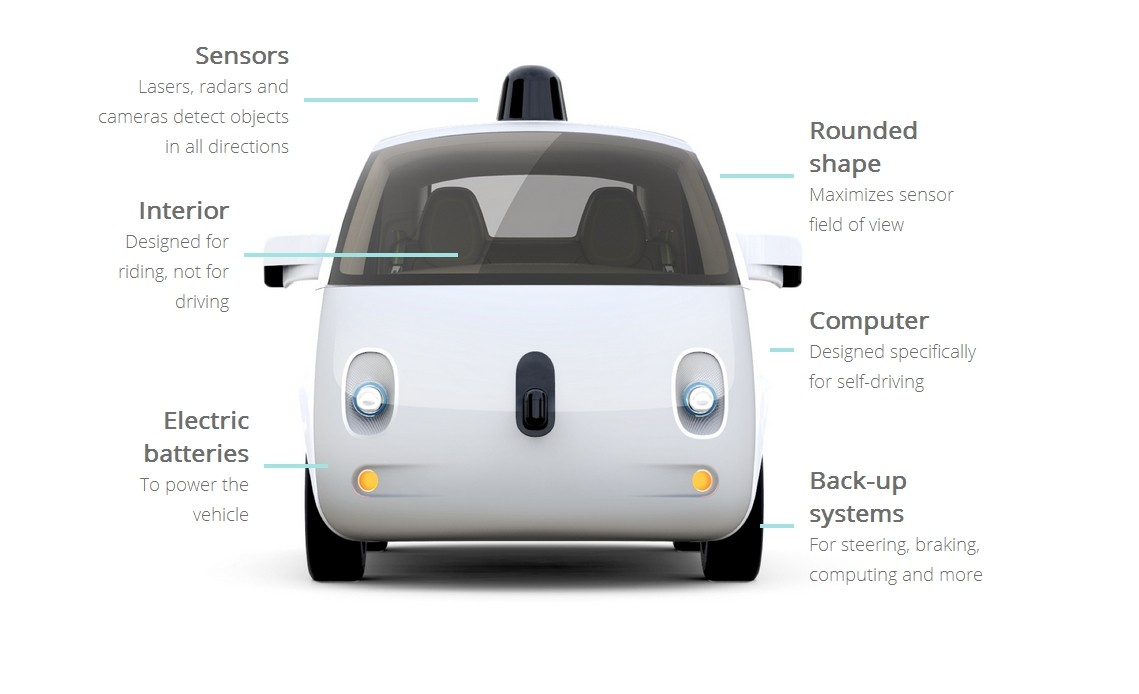 Sensors
Lasers, radars and
cameras detect objects
in all directions
Interior
Designed for
riding, not for
driving
Electric
batteries
To power the
vehicle
Rounded
shape
Maximizes sensor
field of view
Computer
Designed specifically
for self-driving
Back-up
systems
For steering, braking,
computing and more